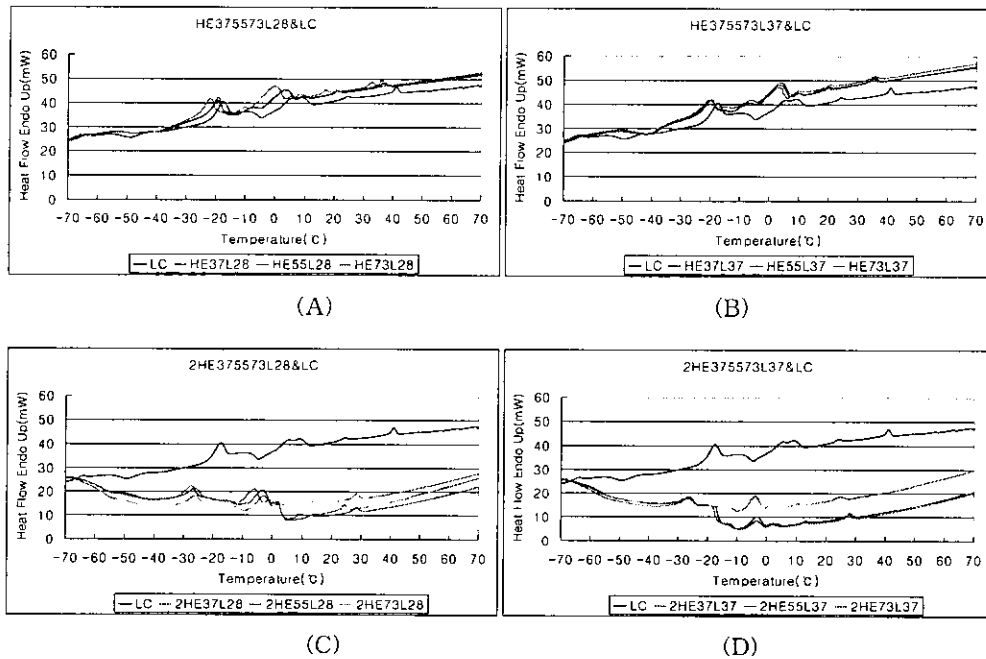 HE375573L28&LC
Heat Flow Endo Up(mW)
60
50
40
30
20
10
0
-70 -60 -50 -40 -30 -20 -10 0 10 20 30 40 50 60 70
Temperature(℃)
LC HE37L28 HE55L28 HE73L28
(A)
HE375573L37&LC
Heat Flow Endo Up(mW)
60
50
40
30
20
10
0
-70 -60 -50 -40 -30 -20 -10 0 10 20 30 40 50 60 70
Temperature(℃)
LC HE37L37 HE55L37 HE73L37
(B)
2HE375573L28&LC
Heat Flow Endo Up(mW)
60
50
40
30
20
10
0
-70 -60 -50 -40 -30 -20 -10 0 10 20 30 40 50 60 70
Temperature(℃)
LC 2HE37L28 2HE55L28 2HE73L28
(C)
2HE375573L37&LC
Heat Flow Endo Up(mW)
60
50
40
30
20
10
0
-70 -60 -50 -40 -30 -20 -10 0 10 20 30 40 50 60 70
Temperature(℃)
LC 2HE37L37 2HE55L37 2HE73L37
(D)